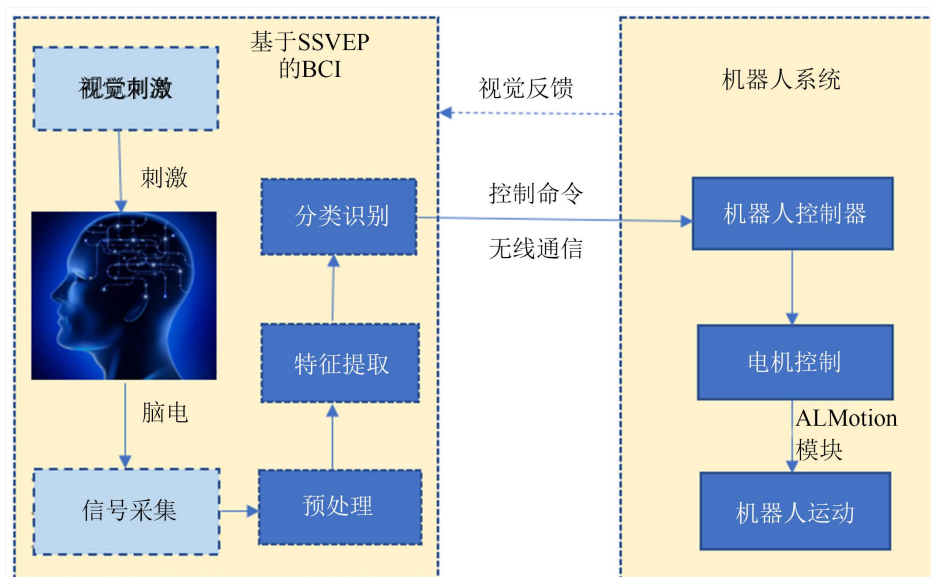 基于SSVEP
的BCI
视觉刺激
刺激
脑电
信号采集
预处理
特征提取
分类识别
视觉反馈
控制命令
无线通信
机器人系统
机器人控制器
电机控制
ALMotion
模块
机器人运动